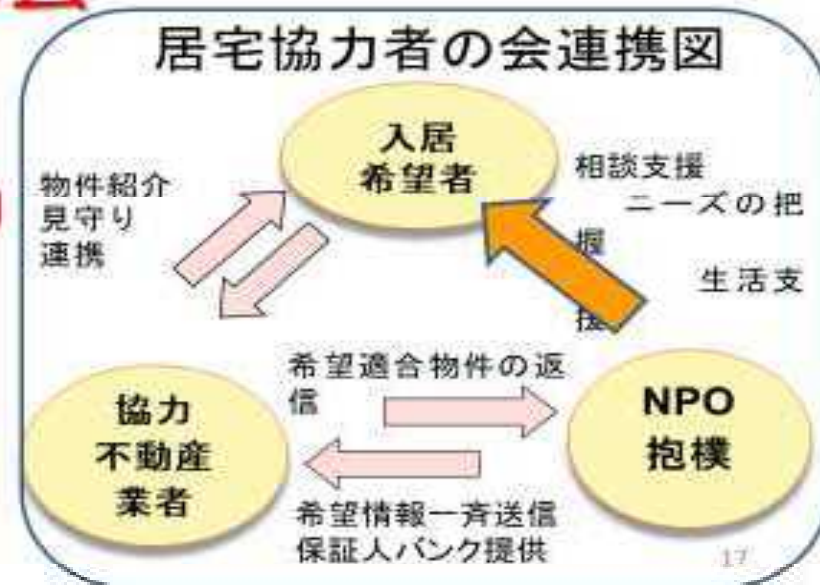 居宅協力者の会連携図
入居
希望者
物件紹介
見守り
連携
相談支援
ニーズの把
握
生活支
援
希望適合物件の返
信
協力
不動産
業者
NPO
抱樸
希望情報一斉送信
保証人バンク提供
17